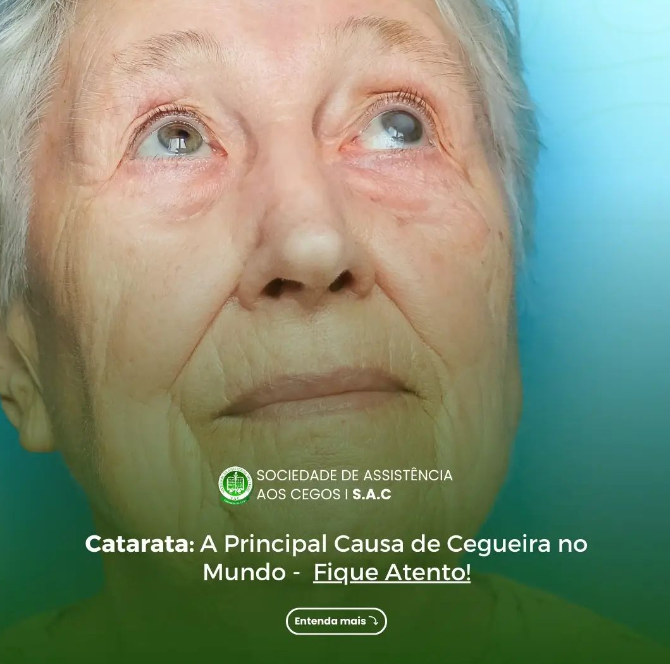 SOCIEDADE DE ASSISTÊNCIA
AOS CEGOS | S.A.C
Catarata: A Principal Causa de Cegueira no
Mundo - Fique Atento!
Entenda mais